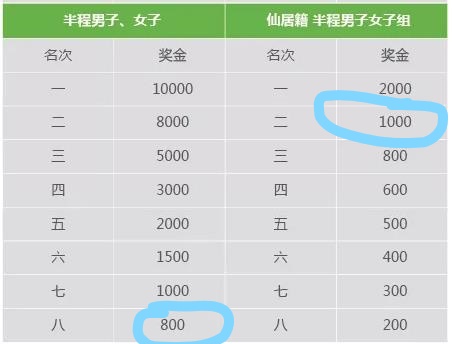 半程男子、女子 仙居籍 半程男子女子组
名次 奖金 名次 奖金
一 10000 一 2000
二 8000 二 1000
三 5000 三 800
四 3000 四 600
五 2000 五 500
六 1500 六 400
七 1000 七 300
八 800 八 200